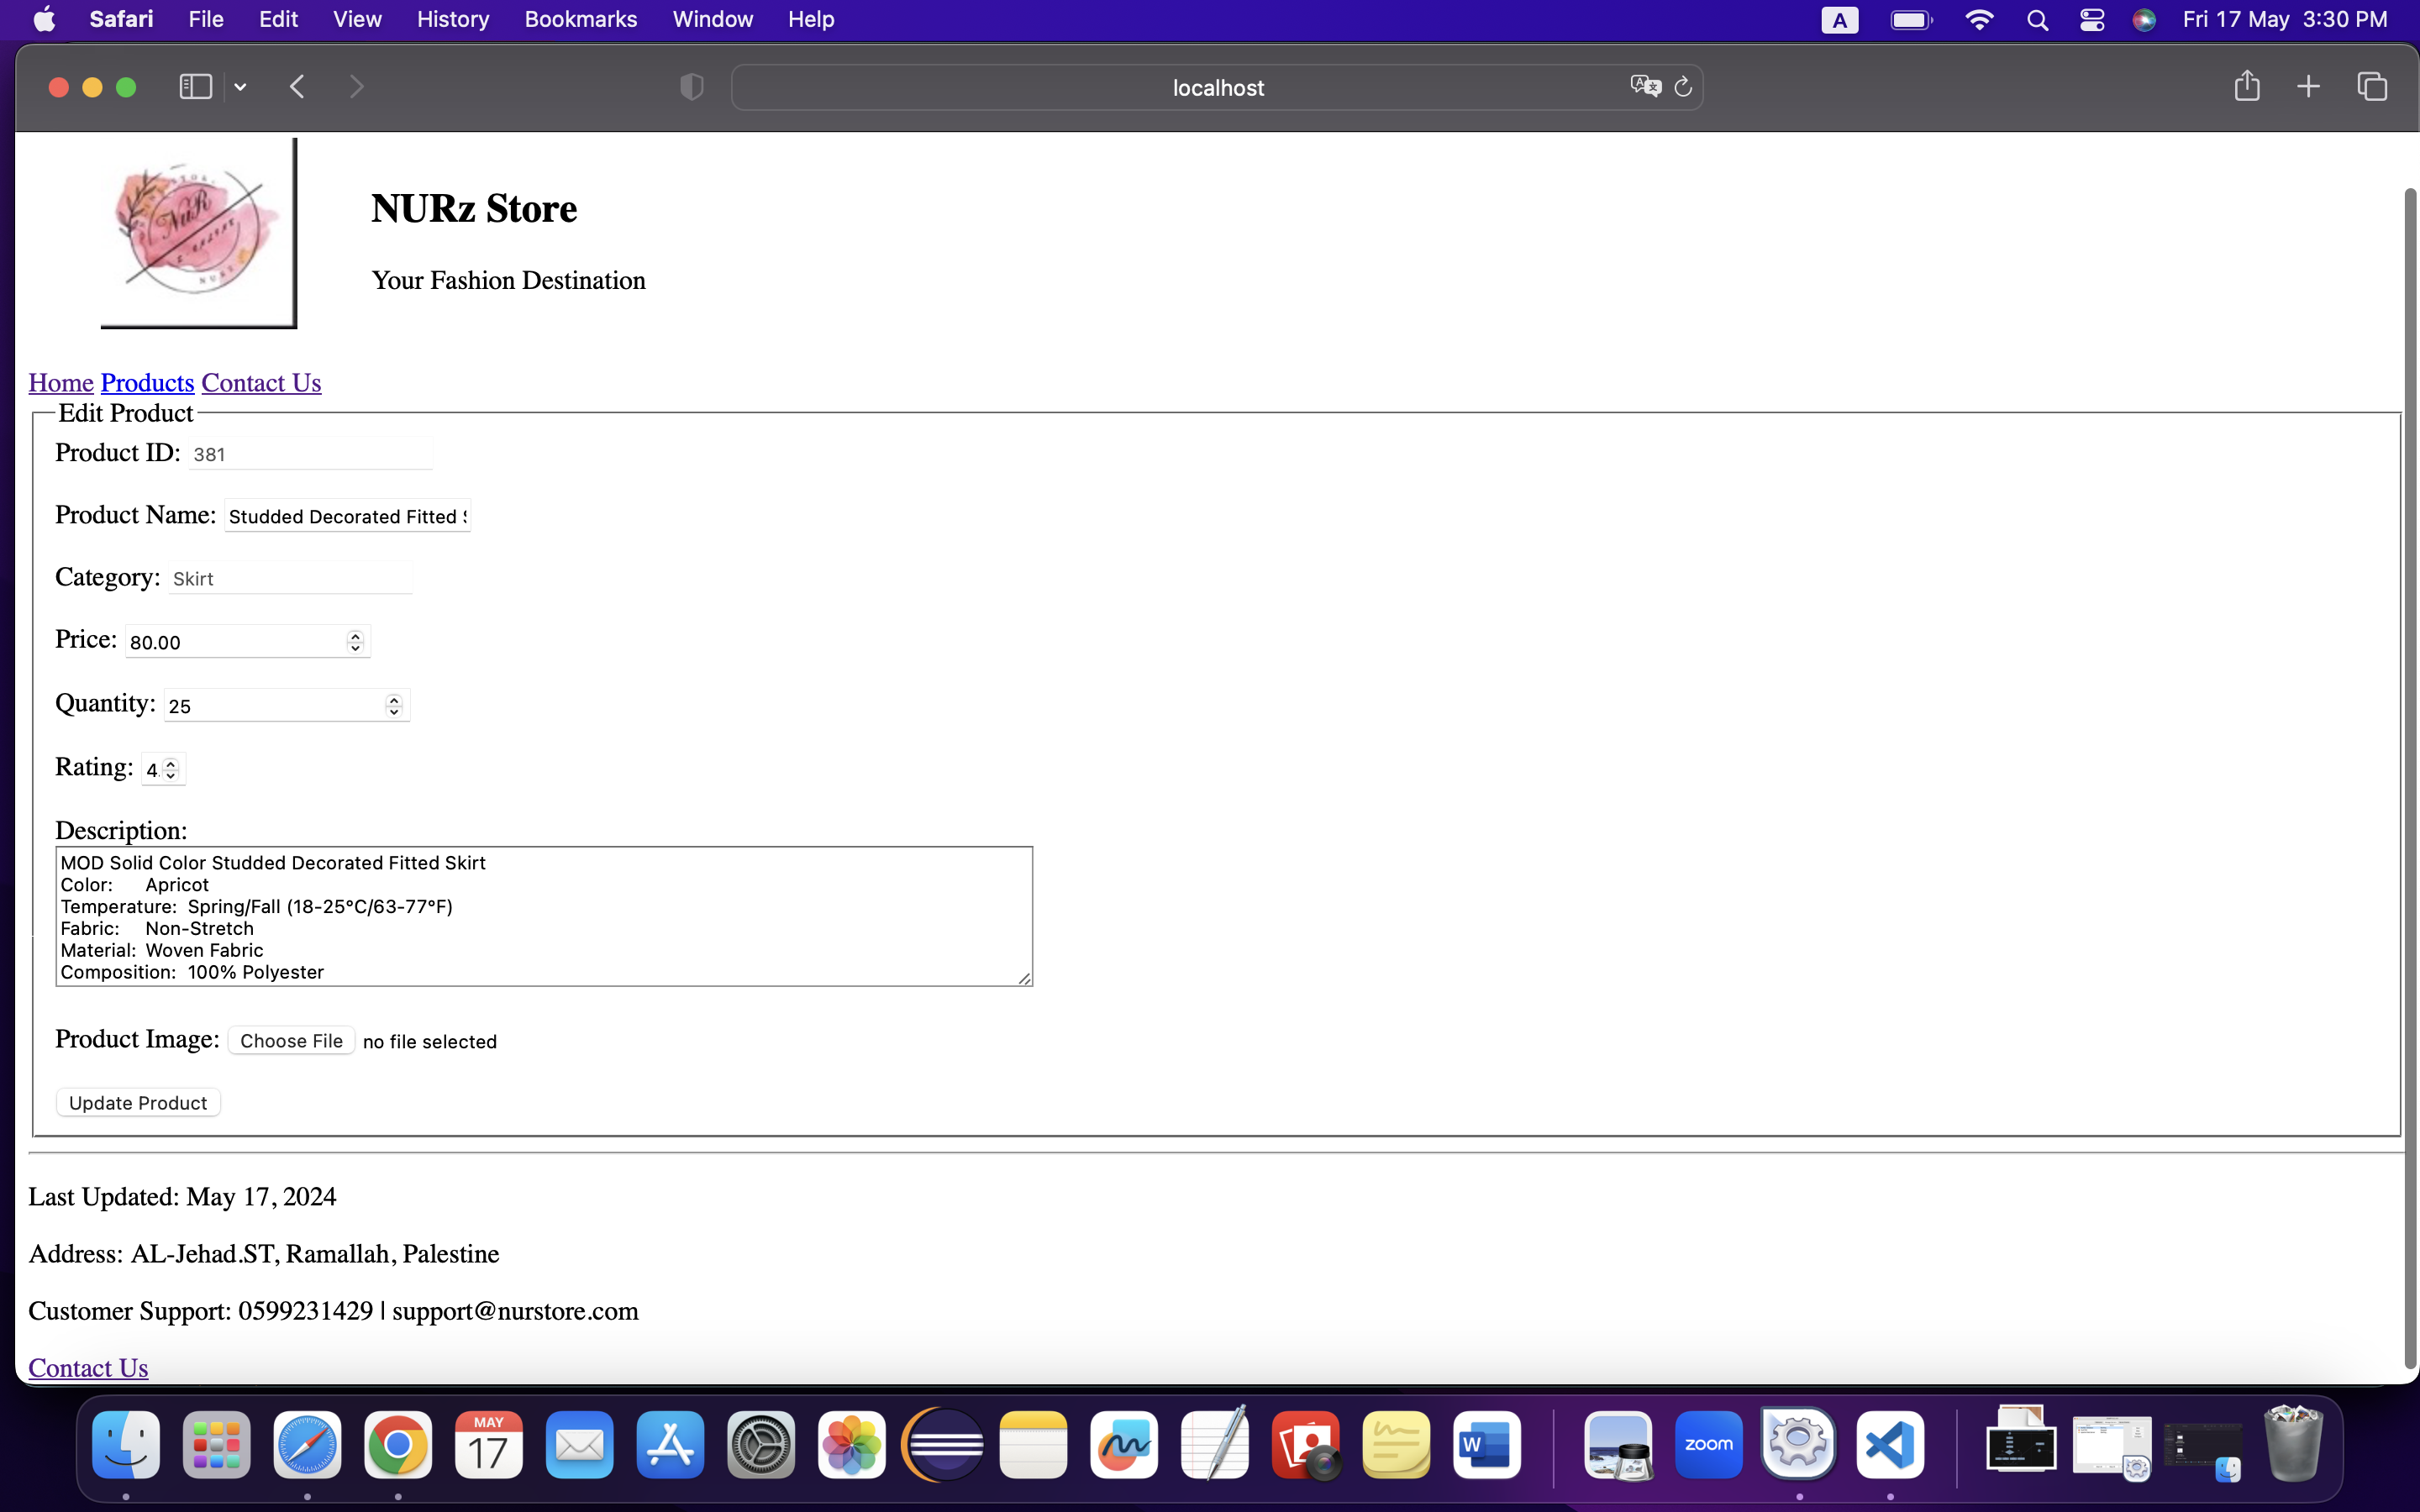 Safari File Edit View History Bookmarks Window Help A Fri 17 May 3:30 PM
localhost
NuR
NURz Store
Your Fashion Destination
Home Products Contact Us
Edit Product
Product ID: 381
Product Name: Studded Decorated Fitted
Category: Skirt
Price: 80.00
Quantity: 25
Rating: 4
Description:
MOD Solid Color Studded Decorated Fitted Skirt
Color: Apricot
Temperature: Spring/Fall (18-25°C/63-77°F)
Fabric: Non-Stretch
Material: Woven Fabric
Composition: 100% Polyester
Product Image: Choose File no file selected
Update Product
Last Updated: May 17, 2024
Address: AL-Jehad.ST, Ramallah, Palestine
Customer Support: 0599231429 | support@nurstore.com
Contact Us
MAY
17
W
zoom